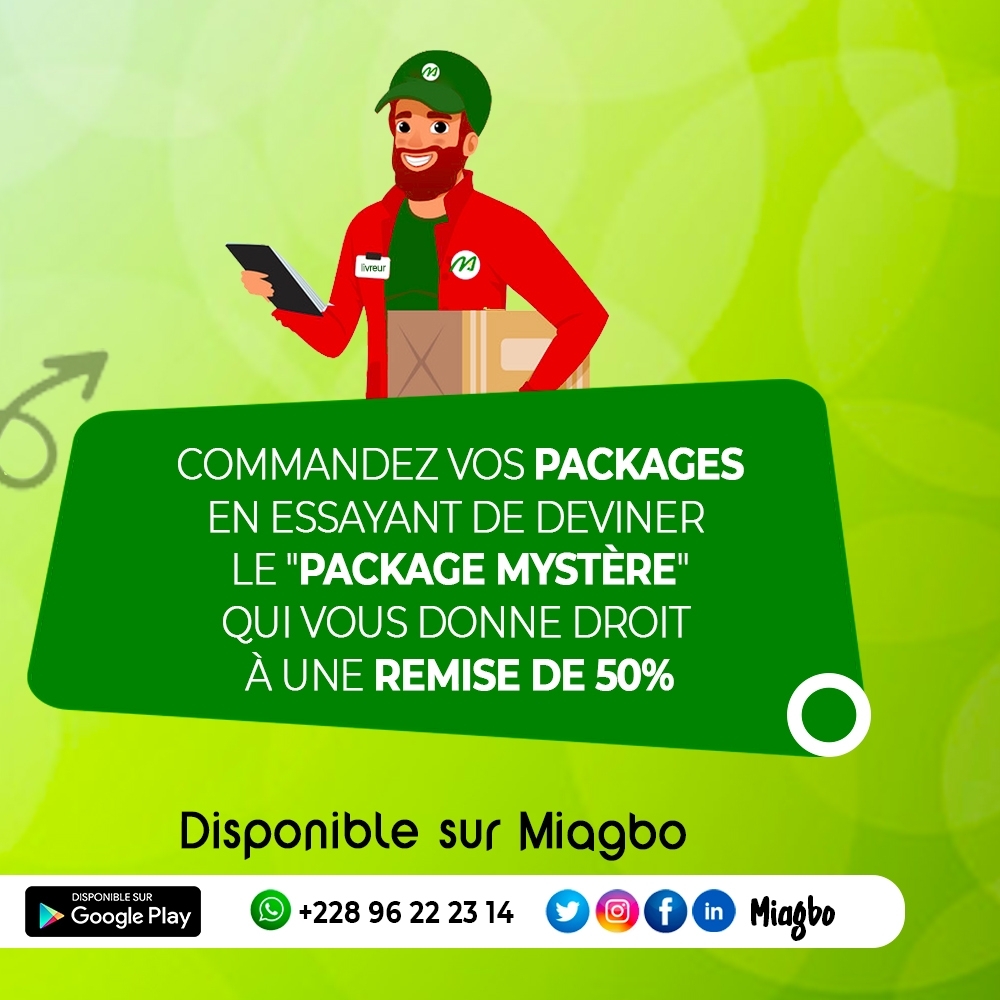 livreur
COMMANDEZ VOS PACKAGES
EN ESSAYANT DE DEVINER
LE "PACKAGE MYSTÈRE"
QUI VOUS DONNE DROIT
À UNE REMISE DE 50%
Disponible sur Miagbo
DISPONIBLE SUR
Google Play
+228 96 22 23 14
Miagbo